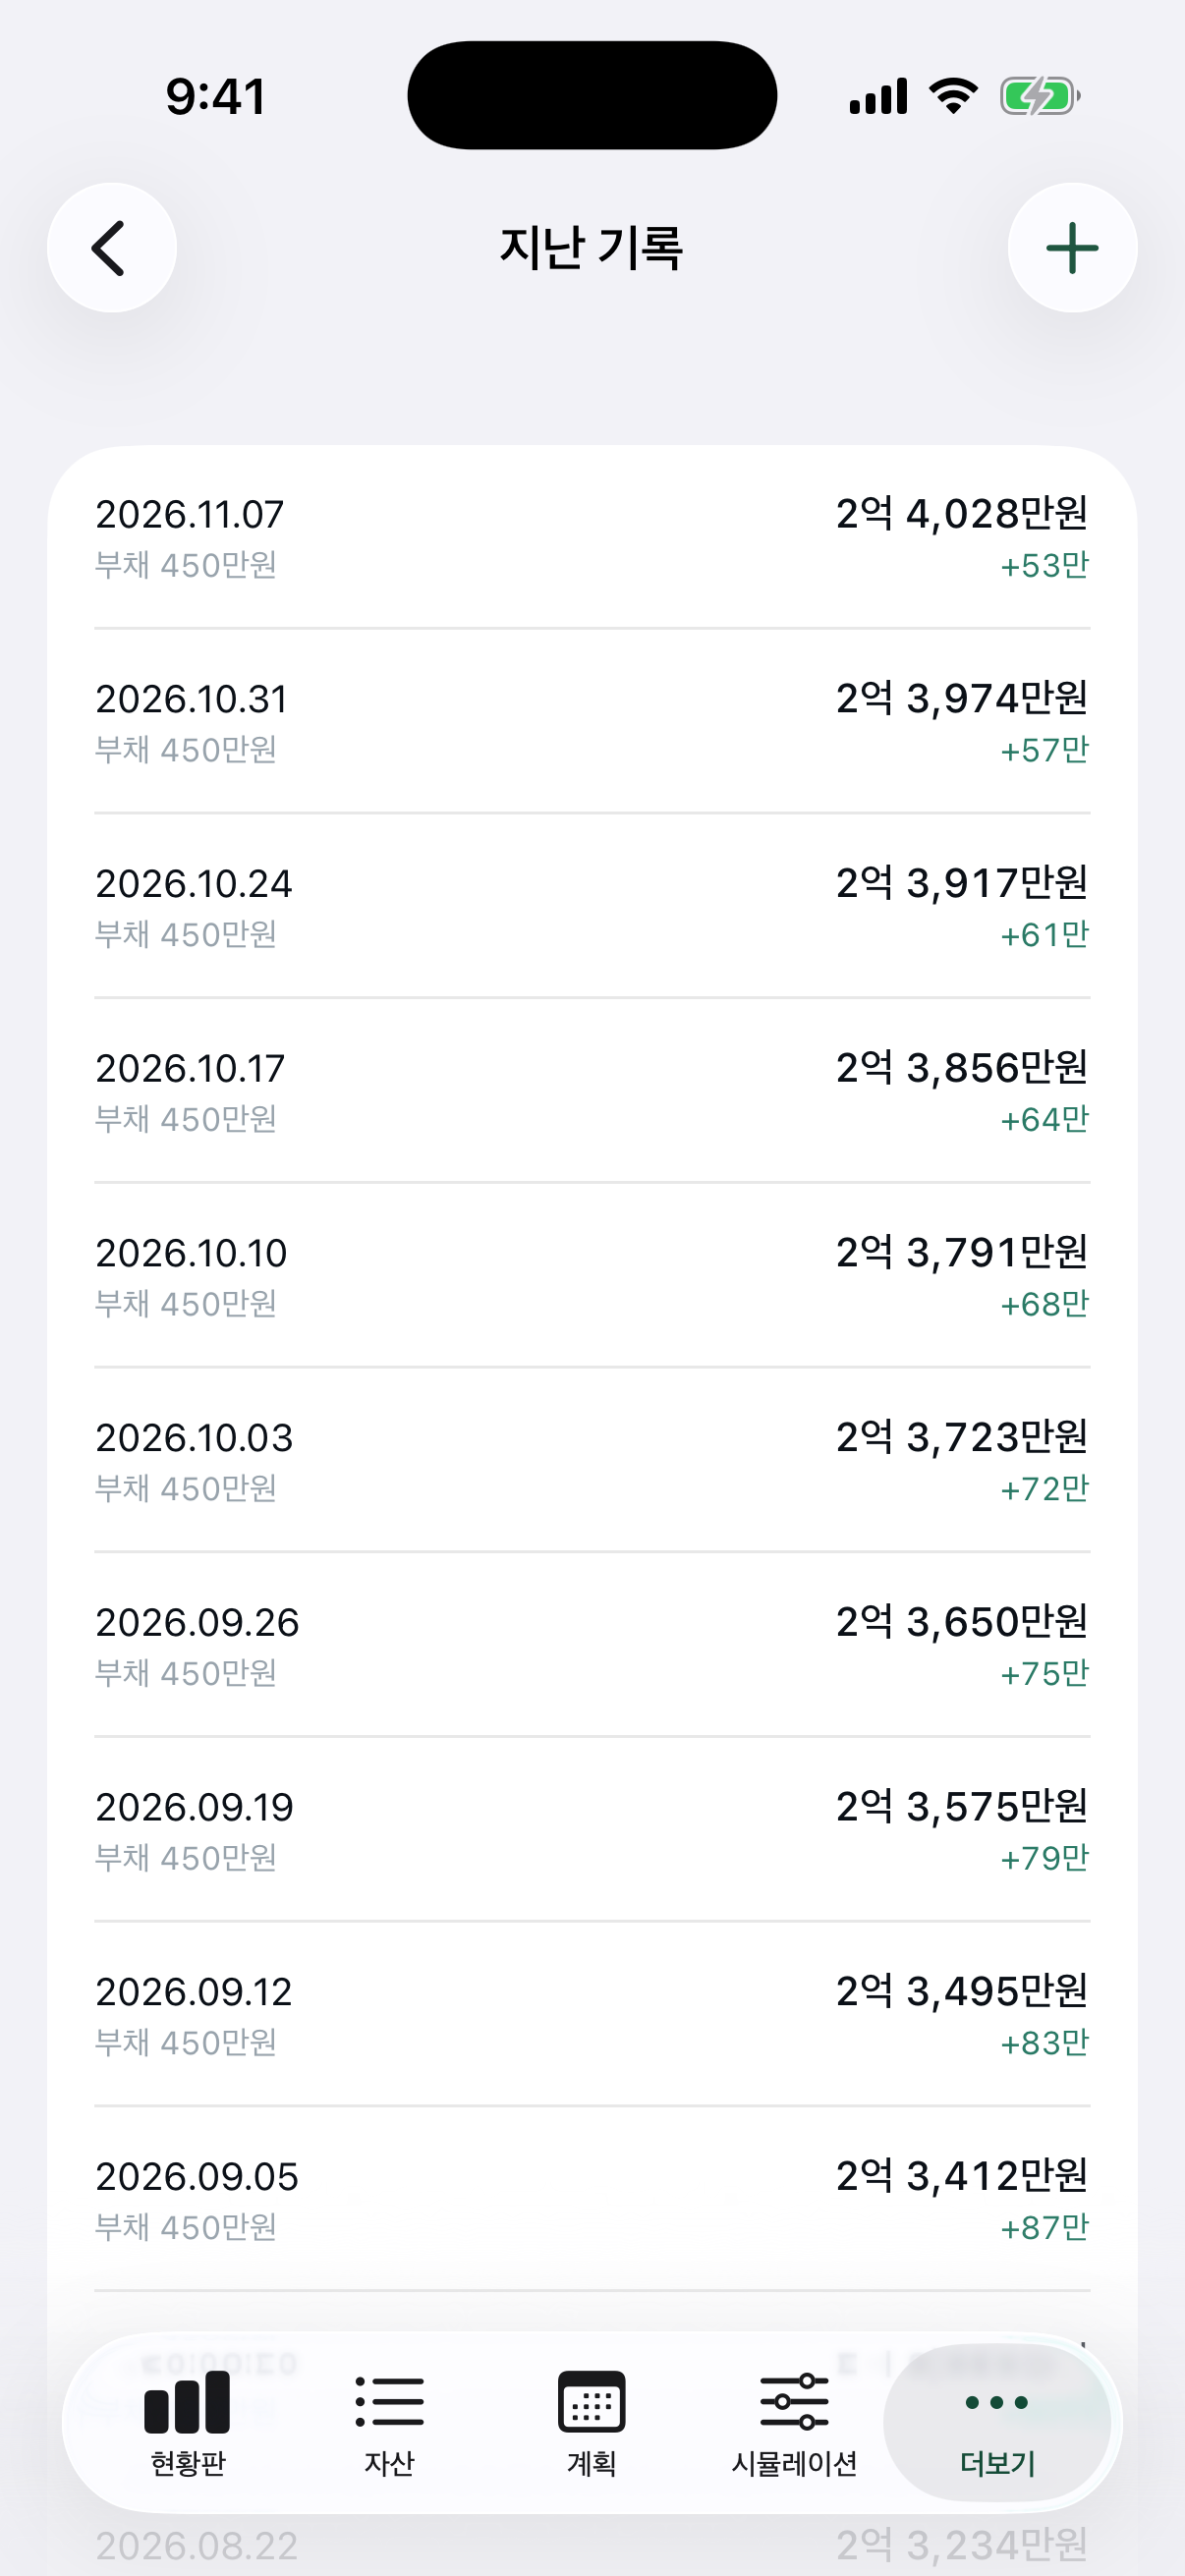 9:41
지난 기록
2026.11.07 2억 4,028만원
부채 450만원 +53만
2026.10.31 2억 3,974만원
부채 450만원 +57만
2026.10.24 2억 3,917만원
부채 450만원 +61만
2026.10.17 2억 3,856만원
부채 450만원 +64만
2026.10.10 2억 3,791만원
부채 450만원 +68만
2026.10.03 2억 3,723만원
부채 450만원 +72만
2026.09.26 2억 3,650만원
부채 450만원 +75만
2026.09.19 2억 3,575만원
부채 450만원 +79만
2026.09.12 2억 3,495만원
부채 450만원 +83만
2026.09.05 2억 3,412만원
부채 450만원 +87만
현황판 자산 계획 시뮬레이션 더보기
2026.08.22 2억 3,234만원